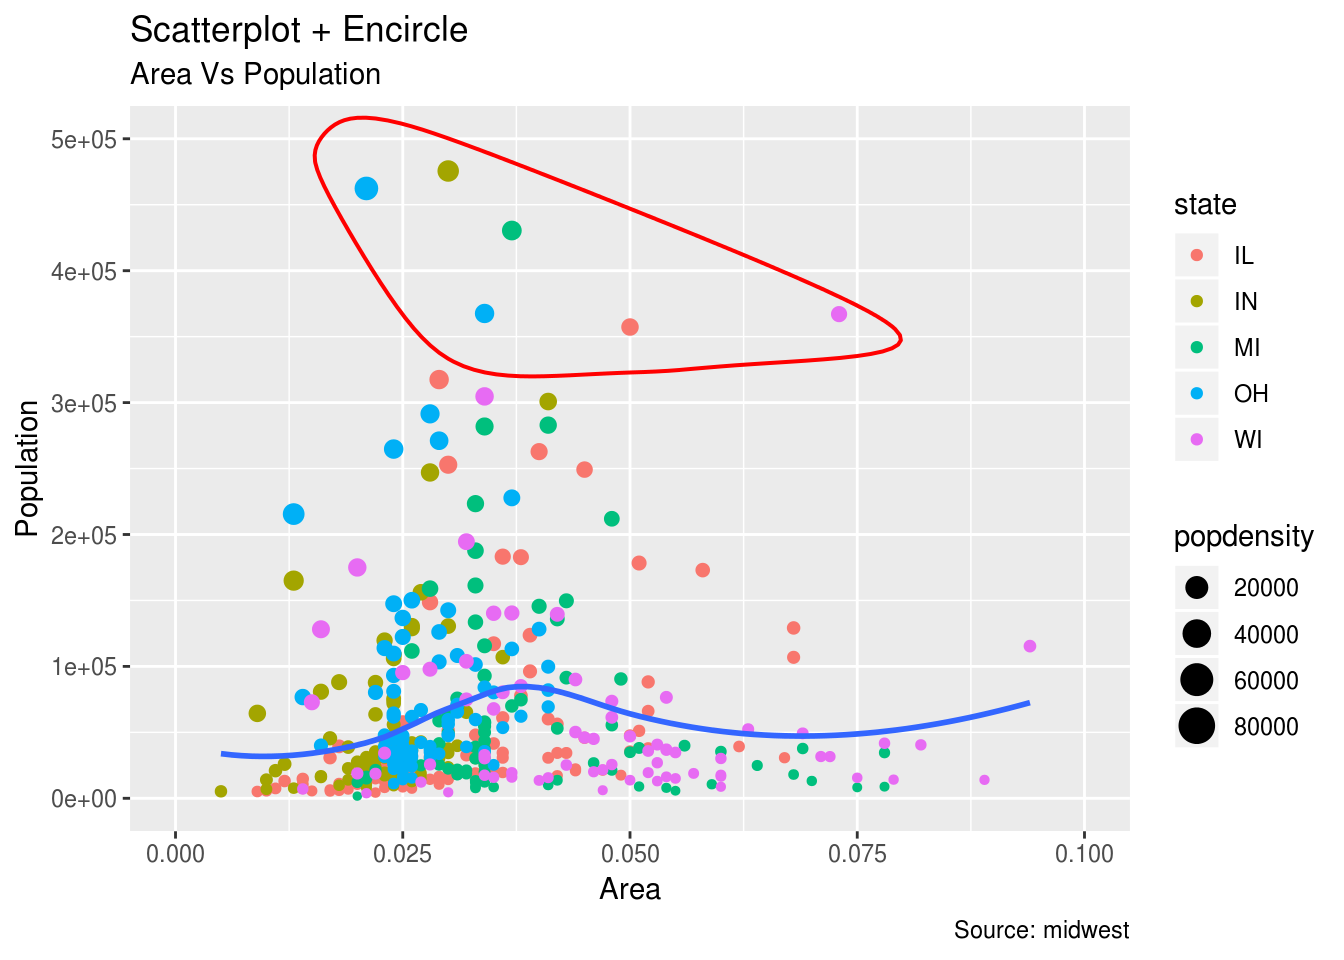 Scatterplot + Encircle
Area Vs Population
5e+05
4e+05
3e+05
2e+05
1e+05
0e+00
Population
0.000
0.025
0.050
0.075
0.100
Area
state
IL
IN
MI
OH
WI
popdensity
20000
40000
60000
80000
Source: midwest